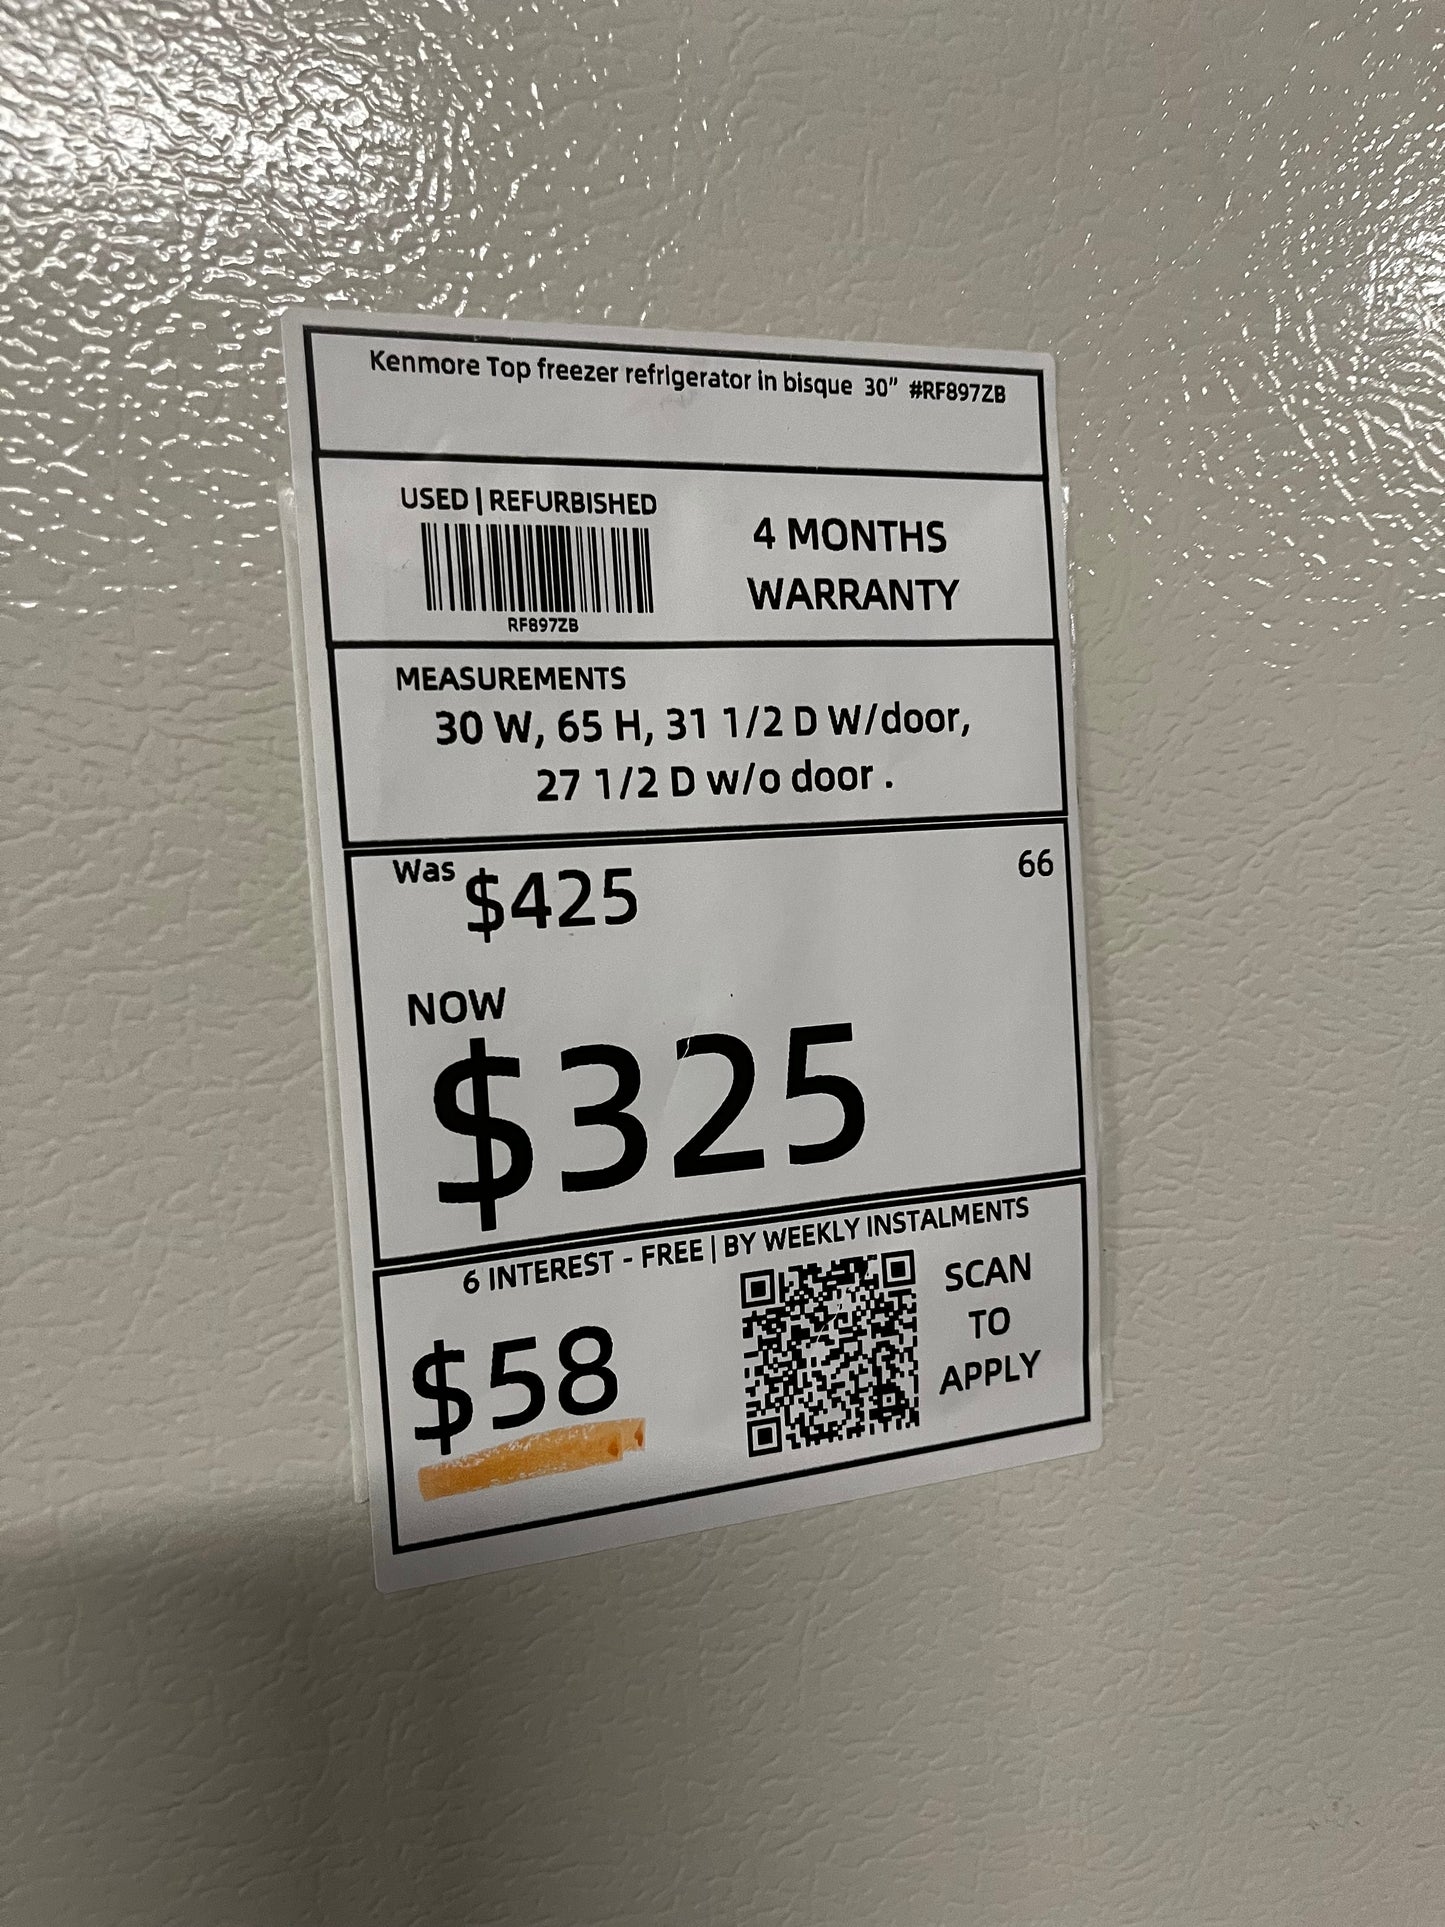 Kenmore Top freezer refrigerator in bisque 30" #RF897ZB
USED | REFURBISHED
RF897ZB
4 MONTHS
WARRANTY
MEASUREMENTS
30 W, 65 H, 31 1/2 D W/door,
27 1/2 D w/o door .
Was $425
66
NOW
$325
6 INTEREST - FREE | BY WEEKLY INSTALMENTS
$58
SCAN
TO
APPLY